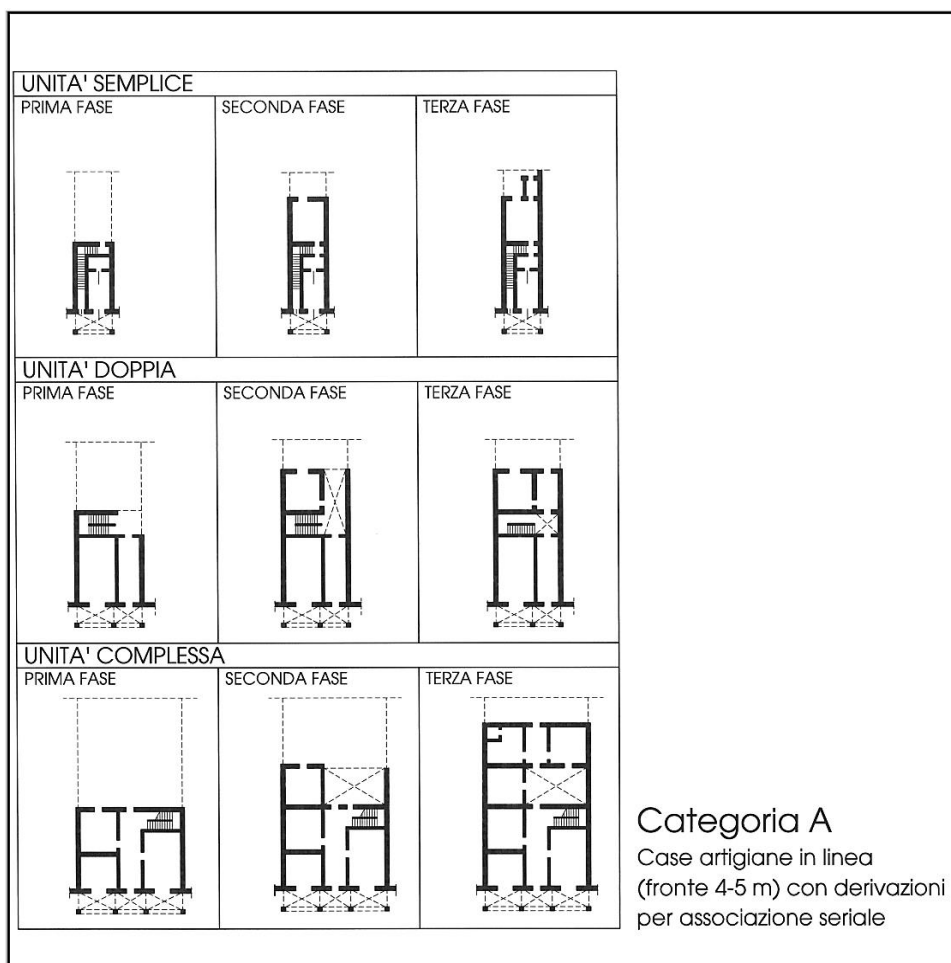 UNITA' SEMPLICE
PRIMA FASE
SECONDA FASE
TERZA FASE
UNITA' DOPPIA
PRIMA FASE
SECONDA FASE
TERZA FASE
UNITA' COMPLESSA
PRIMA FASE
SECONDA FASE
TERZA FASE
Categoria A
Case artigiane in linea
(fronte 4-5 m) con derivazioni
per associazione seriale